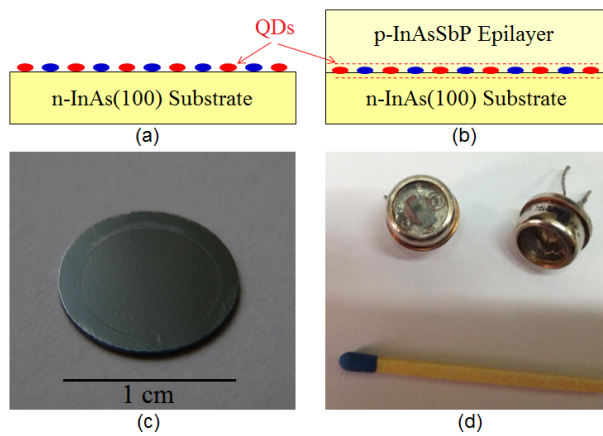 QDs
n-InAs(100) Substrate
(a)
p-InAsSbP Epilayer
n-InAs(100) Substrate
(b)
1 cm
(c)
(d)